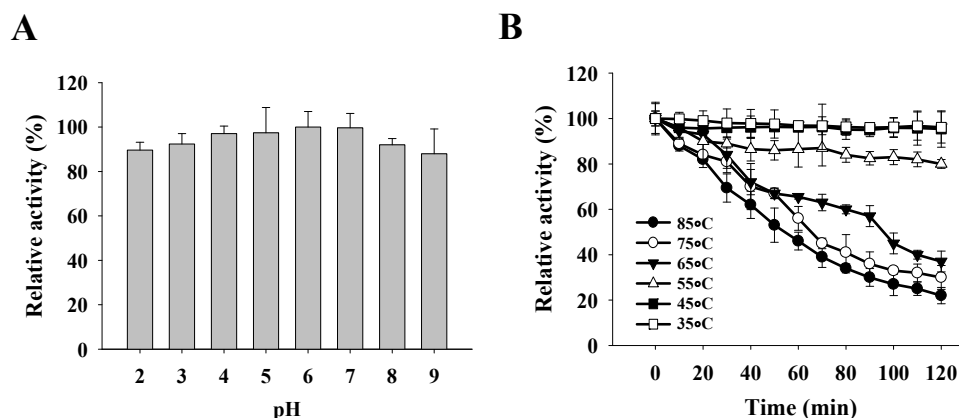 A
Relative activity (%)
120
100
80
60
40
20
0
2 3 4 5 6 7 8 9
pH
B
Relative activity (%)
120
100
80
60
40
20
0
85∘C
75∘C
65∘C
55∘C
45∘C
35∘C
0 20 40 60 80 100 120
Time (min)